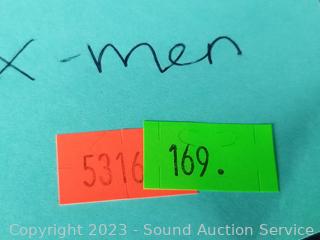 x-men
5316
169.
Copyright 2023 - Sound Auction Service